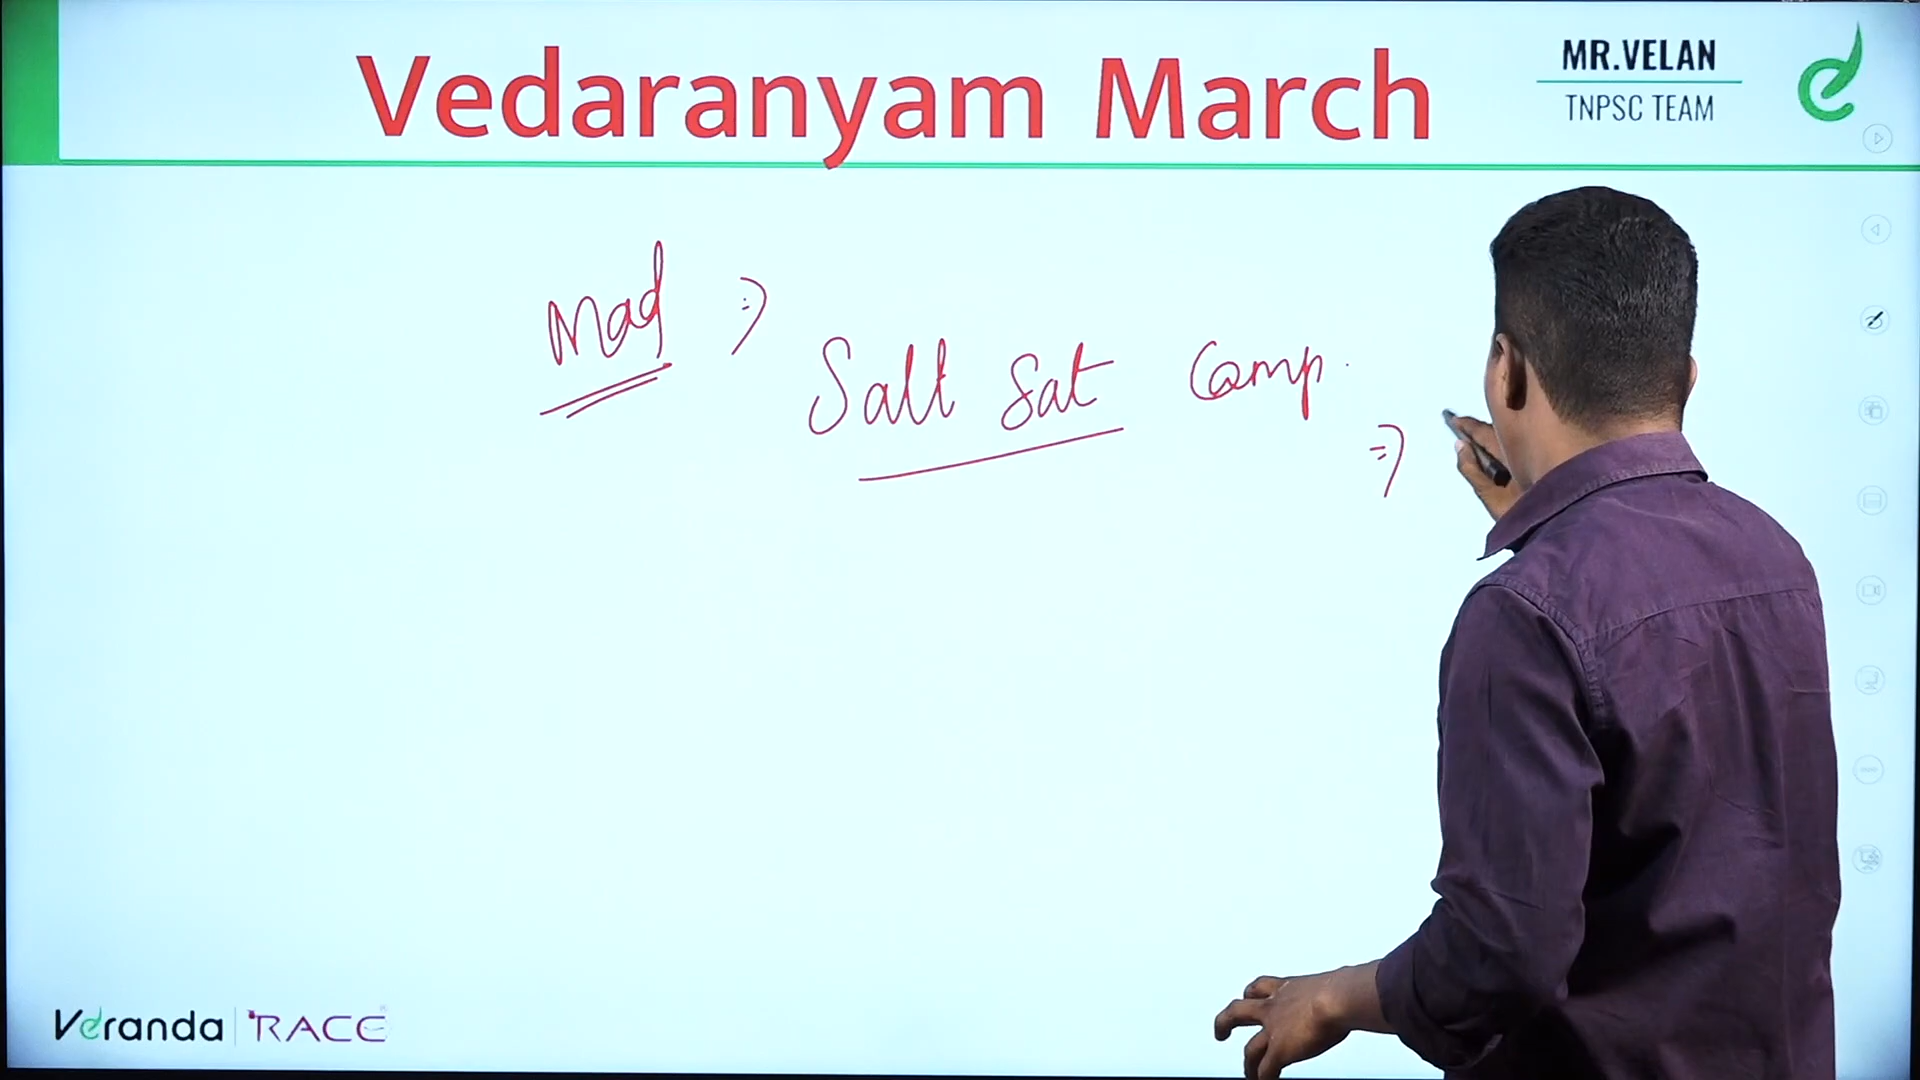 Vedaranyam March
MR.VELAN
TNPSC TEAM
Mad ⇒
Salt Sat Camp.
⇒
Veranda RACE